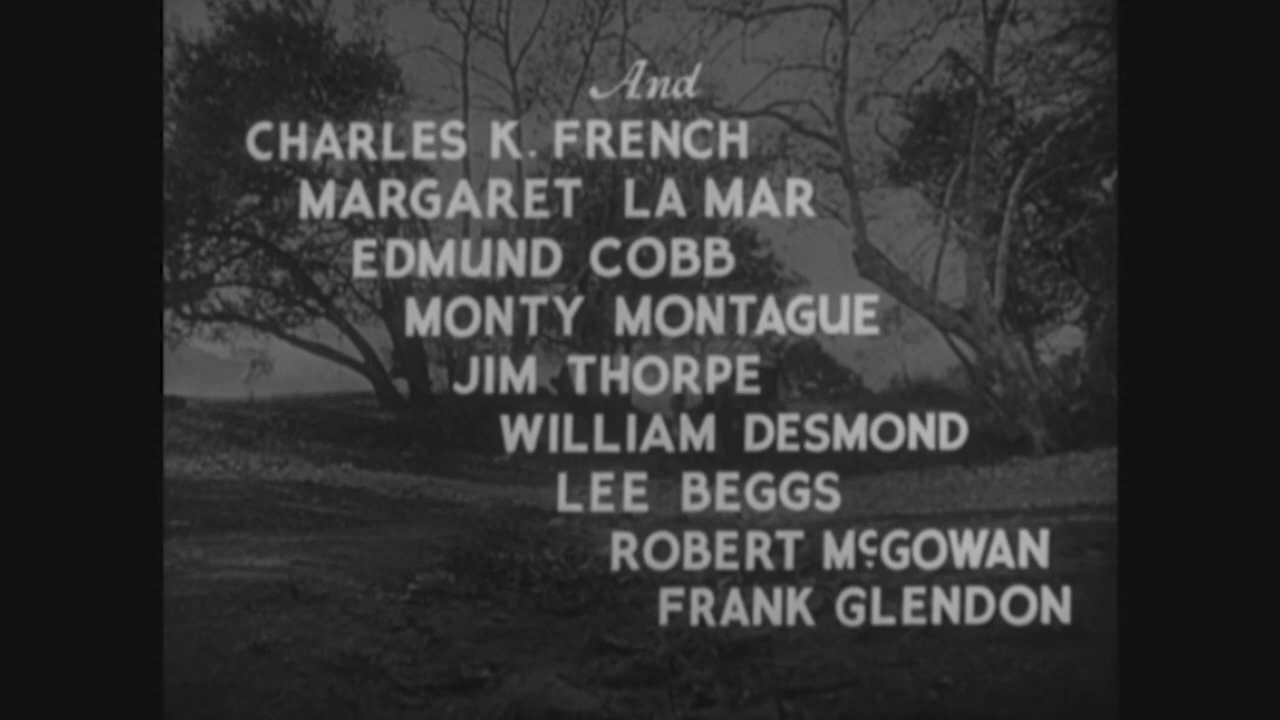 And
CHARLES K. FRENCH
MARGARET LA MAR
EDMUND COBB
MONTY MONTAGUE
JIM THORPE
WILLIAM DESMOND
LEE BEGGS
ROBERT McGOWAN
FRANK GLENDON